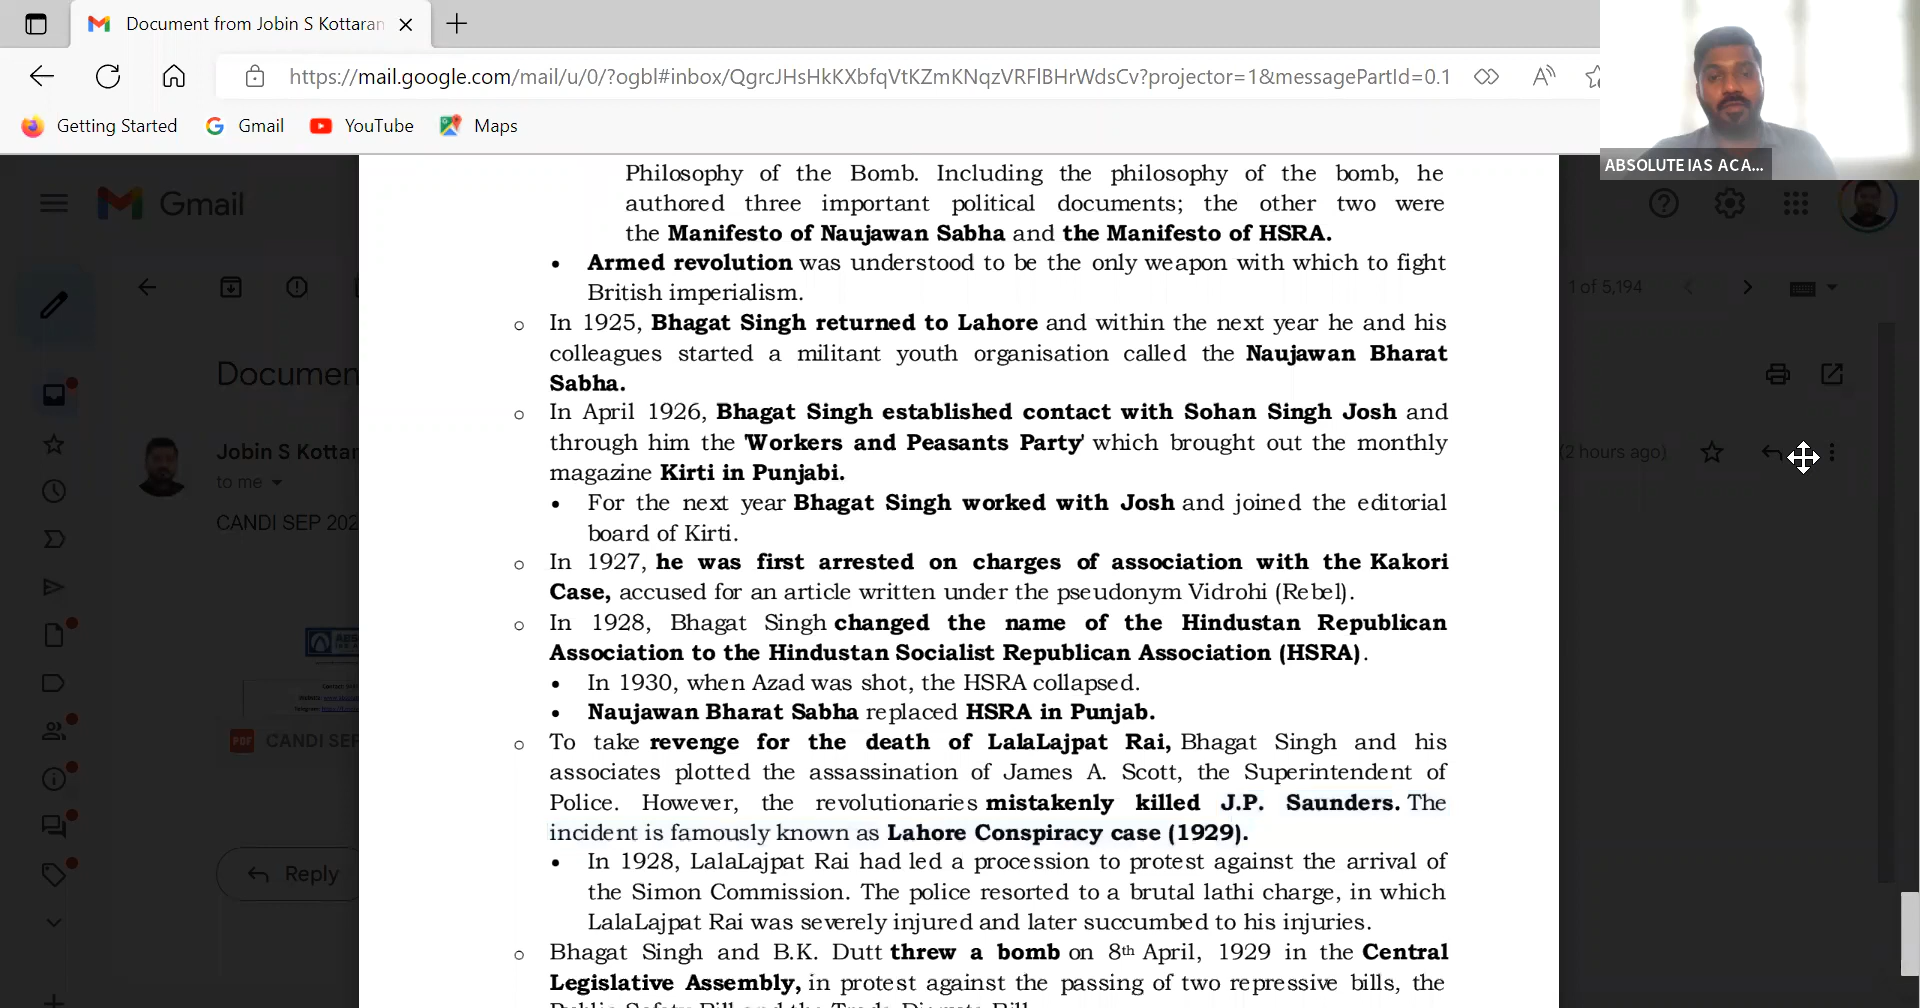 Document from Jobin S Kottaran
https://mail.google.com/mail/u/0/?ogbl#inbox/QgrcJHsHkKXbfqVtKZmKNqzVRFlBHrWdsCv?projector=1&messagePartId=0.1
Getting Started
Gmail
YouTube
Maps
ABSOLUTE IAS ACA...
Gmail
1 of 5,194
Documen
Jobin S Kottar
(2 hours ago)
to me
CANDI SEP 202
PDF
CANDI SEP
Reply
Philosophy of the Bomb. Including the philosophy of the bomb, he
authored three important political documents; the other two were
the Manifesto of Naujawan Sabha and the Manifesto of HSRA.
• Armed revolution was understood to be the only weapon with which to fight
British imperialism.
o In 1925, Bhagat Singh returned to Lahore and within the next year he and his
colleagues started a militant youth organisation called the Naujawan Bharat
Sabha.
o In April 1926, Bhagat Singh established contact with Sohan Singh Josh and
through him the 'Workers and Peasants Party' which brought out the monthly
magazine Kirti in Punjabi.
• For the next year Bhagat Singh worked with Josh and joined the editorial
board of Kirti.
o In 1927, he was first arrested on charges of association with the Kakori
Case, accused for an article written under the pseudonym Vidrohi (Rebel).
o In 1928, Bhagat Singh changed the name of the Hindustan Republican
Association to the Hindustan Socialist Republican Association (HSRA).
• In 1930, when Azad was shot, the HSRA collapsed.
• Naujawan Bharat Sabha replaced HSRA in Punjab.
o To take revenge for the death of LalaLajpat Rai, Bhagat Singh and his
associates plotted the assassination of James A. Scott, the Superintendent of
Police. However, the revolutionaries mistakenly killed J.P. Saunders. The
incident is famously known as Lahore Conspiracy case (1929).
• In 1928, LalaLajpat Rai had led a procession to protest against the arrival of
the Simon Commission. The police resorted to a brutal lathi charge, in which
LalaLajpat Rai was severely injured and later succumbed to his injuries.
o Bhagat Singh and B.K. Dutt threw a bomb on 8th April, 1929 in the Central
Legislative Assembly, in protest against the passing of two repressive bills, the